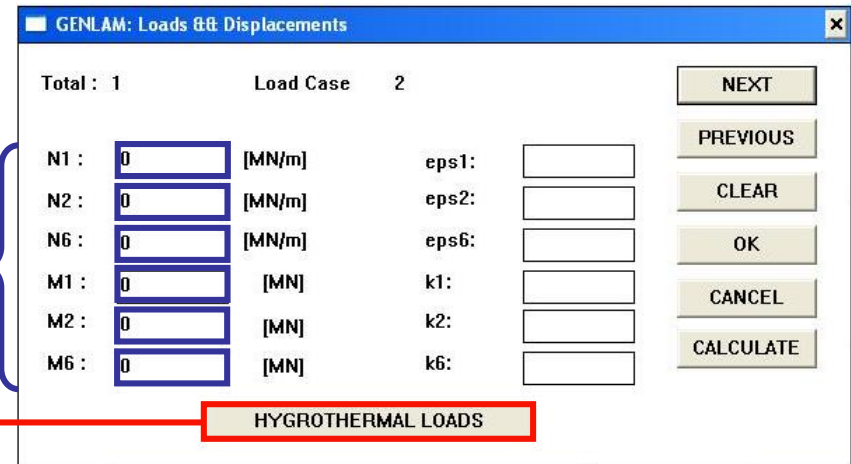 GENLAM: Loads && Displacements
Total : 1 Load Case 2 NEXT
PREVIOUS
N1 : 0 [MN/m] eps1:
N2 : 0 [MN/m] eps2: CLEAR
N6 : 0 [MN/m] eps6: OK
M1 : 0 [MN] k1: CANCEL
M2 : 0 [MN] k2:
M6 : 0 [MN] k6: CALCULATE
HYGROTHERMAL LOADS